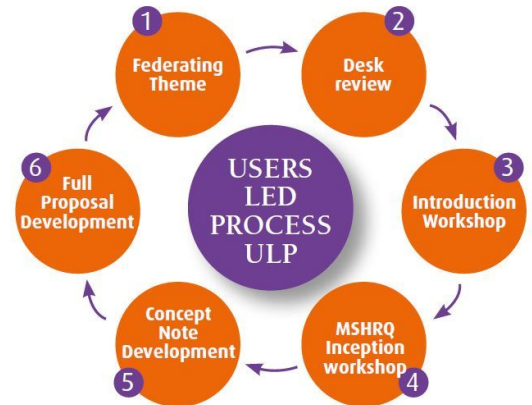 1
Federating
Theme
2
Desk
review
3
Introduction
Workshop
MSHRQ
Inception
workshop
4
Concept
Note
Development
5
6
Full
Proposal
Development
USERS
LED
PROCESS
ULP